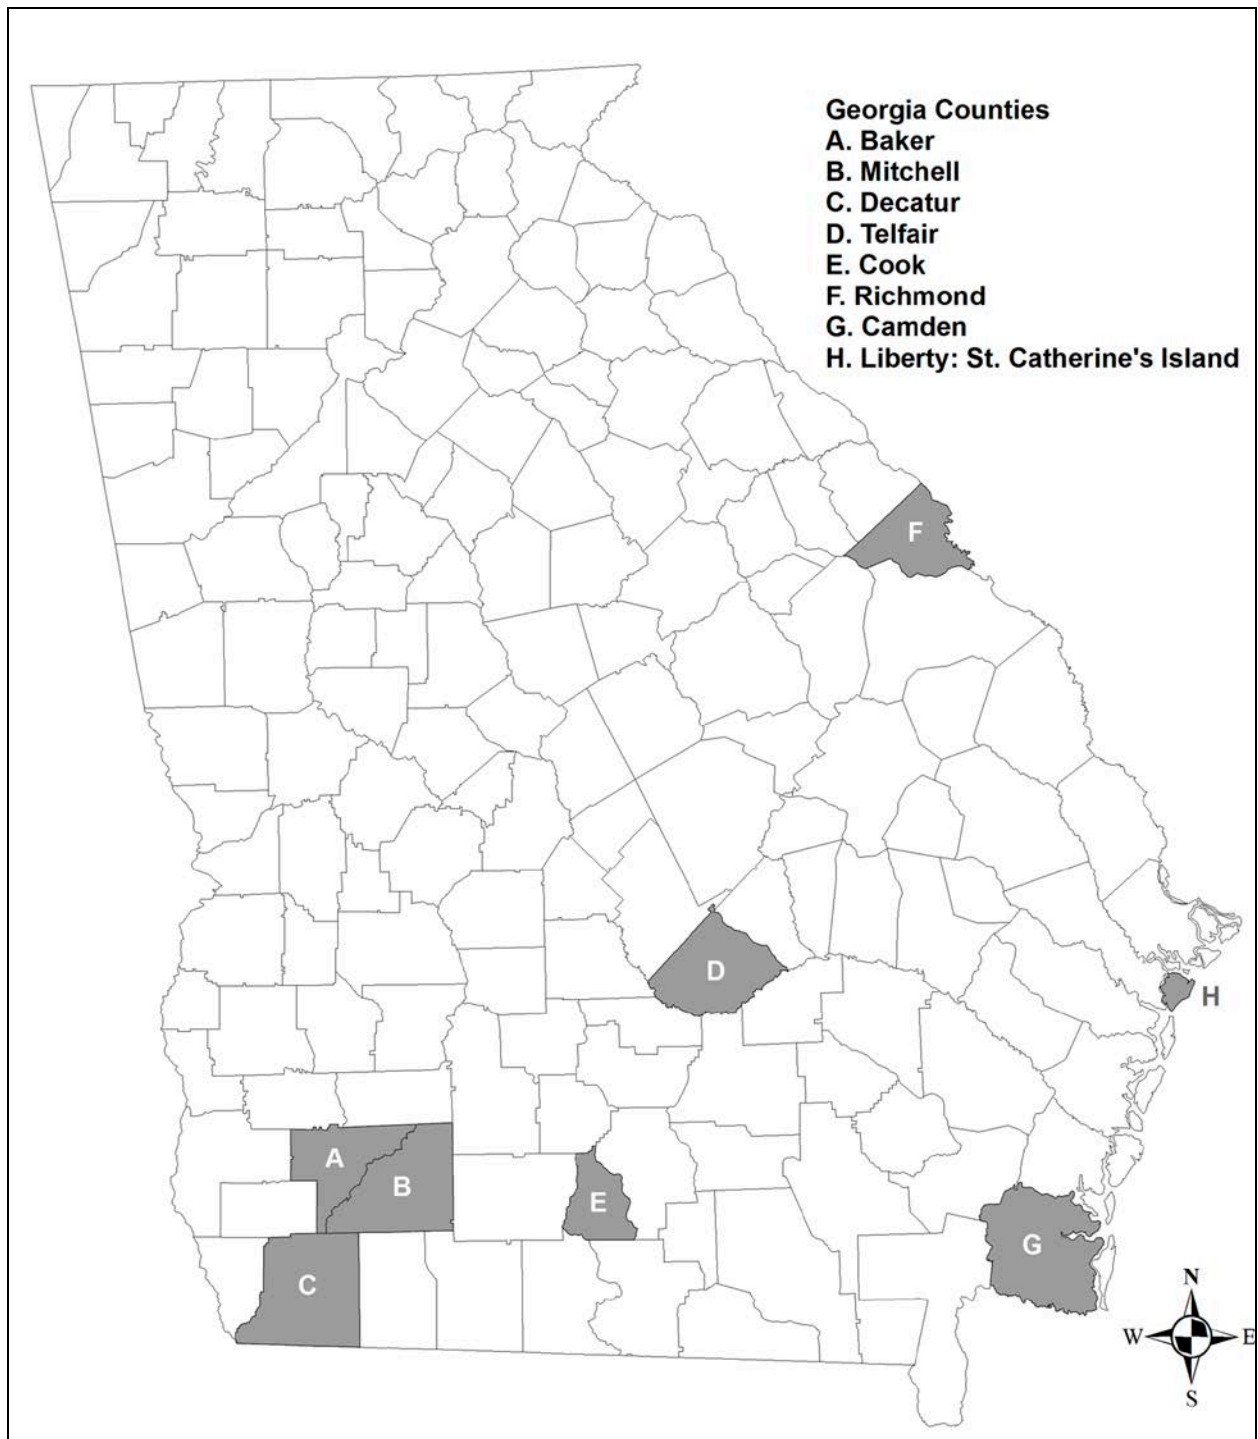 Georgia Counties
A. Baker
B. Mitchell
C. Decatur
D. Telfair
E. Cook
F. Richmond
G. Camden
H. Liberty: St. Catherine's Island
F
D
H
A
B
E
G
C
N
W E
S